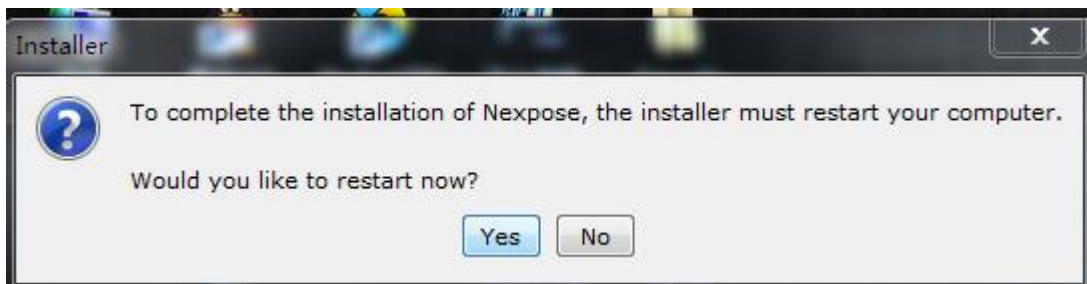 Installer
x
To complete the installation of Nexpose, the installer must restart your computer.
Would you like to restart now?
Yes No